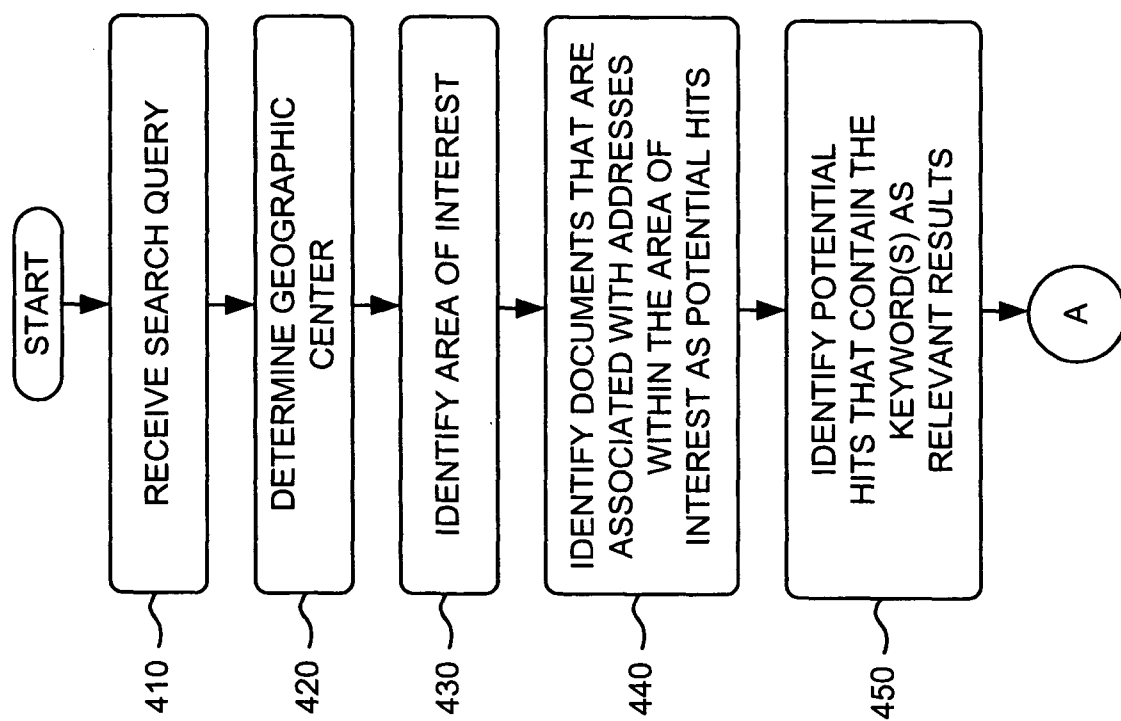 START
RECEIVE SEARCH QUERY
410
DETERMINE GEOGRAPHIC
CENTER
420
IDENTIFY AREA OF INTEREST
430
IDENTIFY DOCUMENTS THAT ARE
ASSOCIATED WITH ADDRESSES
WITHIN THE AREA OF
INTEREST AS POTENTIAL HITS
440
IDENTIFY POTENTIAL
HITS THAT CONTAIN THE
KEYWORD(S) AS
RELEVANT RESULTS
450
A